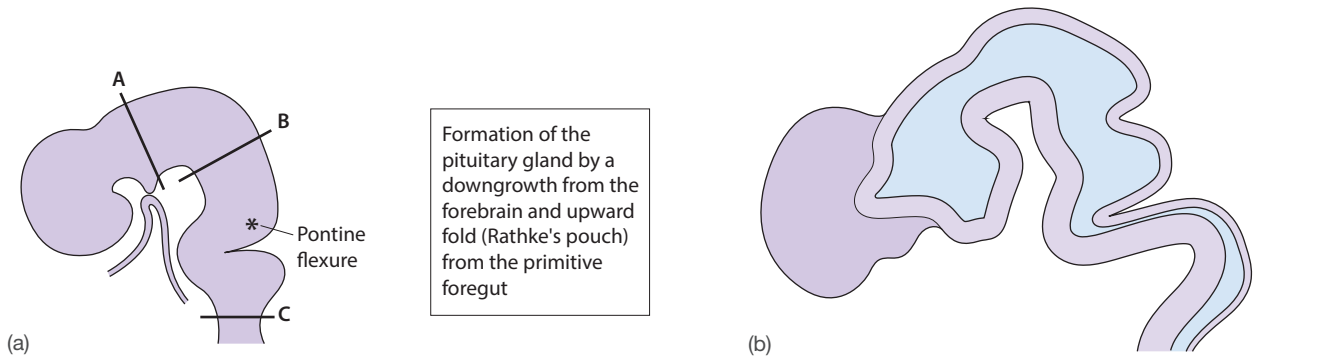 A
B
*
Pontine
flexure
C
(a)
Formation of the
pituitary gland by a
downgrowth from the
forebrain and upward
fold (Rathke's pouch)
from the primitive
foregut
(b)